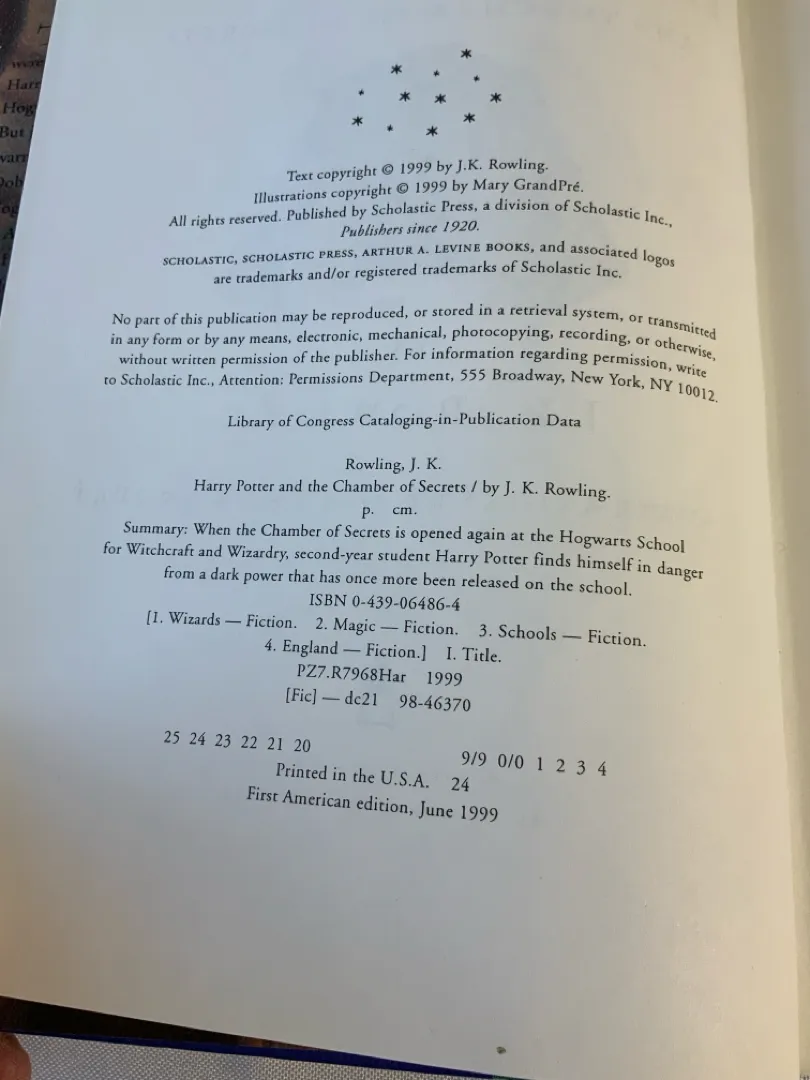 Text copyright © 1999 by J.K. Rowling.
Illustrations copyright © 1999 by Mary GrandPré.
All rights reserved. Published by Scholastic Press, a division of Scholastic Inc.,
Publishers since 1920.
SCHOLASTIC, SCHOLASTIC PRESS, ARTHUR A. LEVINE BOOKS, and associated logos
are trademarks and/or registered trademarks of Scholastic Inc.
No part of this publication may be reproduced, or stored in a retrieval system, or transmitted
in any form or by any means, electronic, mechanical, photocopying, recording, or otherwise,
without written permission of the publisher. For information regarding permission, write
to Scholastic Inc., Attention: Permissions Department, 555 Broadway, New York, NY 10012.
Library of Congress Cataloging-in-Publication Data
Rowling, J. K.
Harry Potter and the Chamber of Secrets / by J. K. Rowling.
p. cm.
Summary: When the Chamber of Secrets is opened again at the Hogwarts School
for Witchcraft and Wizardry, second-year student Harry Potter finds himself in danger
from a dark power that has once more been released on the school.
ISBN 0-439-06486-4
[1. Wizards — Fiction. 2. Magic — Fiction. 3. Schools — Fiction.
4. England — Fiction.] I. Title.
PZ7.R7968Har 1999
[Fic] — dc21 98-46370
25 24 23 22 21 20 9/9 0/0 1 2 3 4
Printed in the U.S.A. 24
First American edition, June 1999